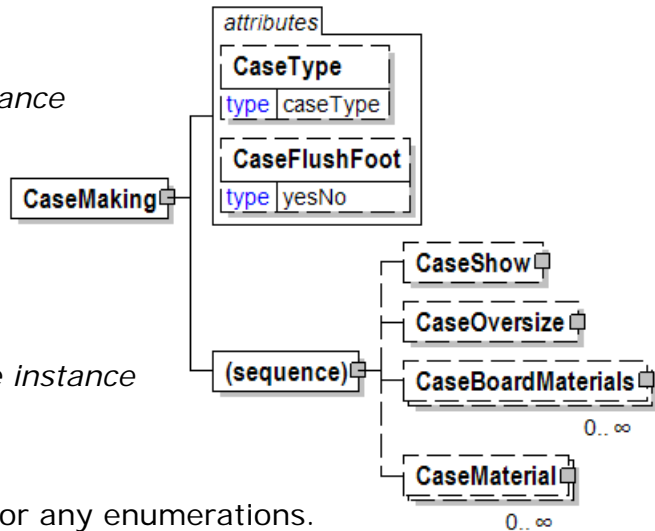 attributes
CaseType
type caseType
CaseFlushFoot
type yesNo
CaseMaking
CaseShow
CaseOversize
instance
(sequence)
CaseBoardMaterials
0.. ∞
CaseMaterial
or any enumerations.
0.. ∞